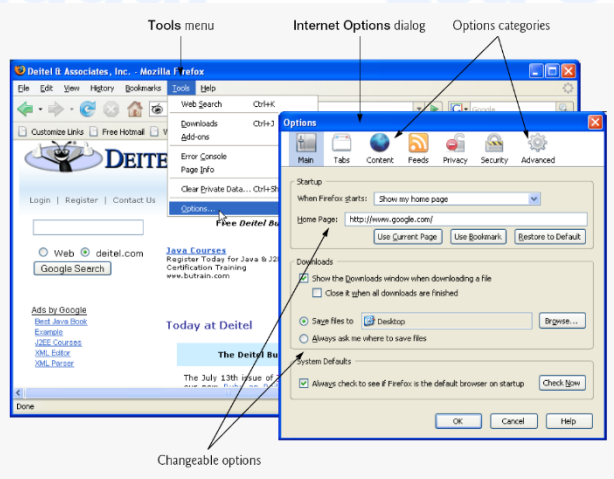 Tools menu
Internet Options dialog
Options categories
Deitel & Associates, Inc. - Mozilla Firefox
File Edit View History Bookmarks Tools Help
Customize Links Free Hotmail
DEITE
Login | Register | Contact Us
Web deitel.com
Google Search
Ads by Google
Best Java Book
Example
J2EE Courses
XML Editor
XML Parser
Done
Web Search Ctrl+K
Downloads Ctrl+J
Add-ons
Error Console
Page Info
Clear Private Data... Ctrl+Sh
Options...
Free Deitel Bu
Java Courses
Register Today for Java & J2E
Certification Training
www.butrain.com
Today at Deitel
The Deitel Bu
The July 13th issue of
Google
Options
Main Tabs Content Feeds Privacy Security Advanced
Startup
When Firefox starts: Show my home page
Home Page: http://www.google.com/
Use Current Page Use Bookmark Restore to Default
Downloads
Show the Downloads window when downloading a file
Close it when all downloads are finished
Save files to Desktop Browse...
Always ask me where to save files
System Defaults
Always check to see if Firefox is the default browser on startup Check Now
OK Cancel Help
Changeable options